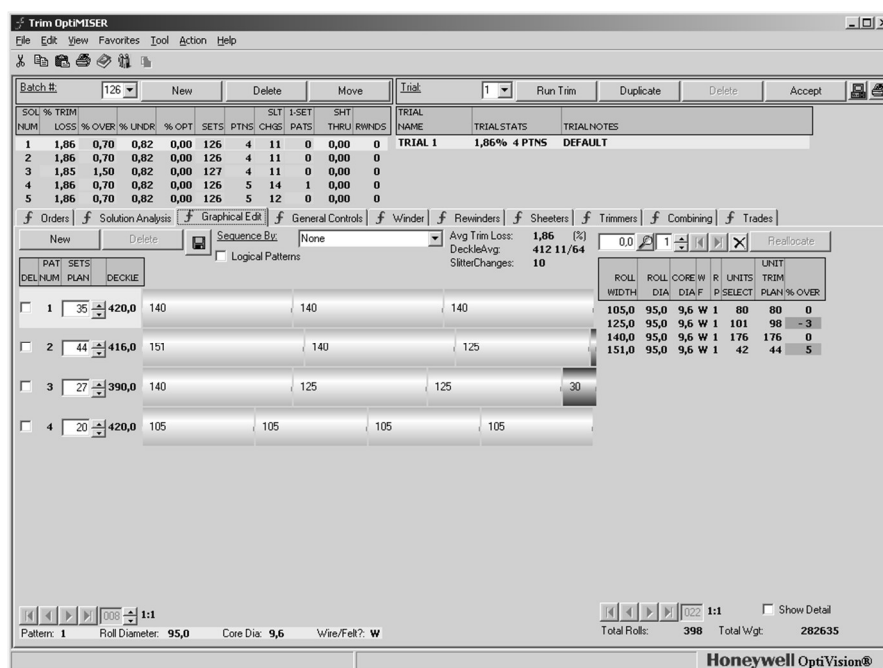 Trim OptiMISER
File Edit View Favorites Tool Action Help
Batch #: 126 New Delete Move Trial: 1 Run Trim Duplicate Delete Accept
SOL % TRIM SLT 1-SET SHT
NUM LOSS % OVER % UNDR % OPT SETS PTNS CHGS PATS THRU RWNDS
1 1,86 0,70 0,82 0,00 126 4 11 0 0,00 0
2 1,86 0,70 0,82 0,00 126 4 11 0 0,00 0
3 1,85 1,50 0,82 0,00 127 4 11 0 0,00 0
4 1,86 0,70 0,82 0,00 126 5 14 1 0,00 0
5 1,86 0,70 0,82 0,00 126 5 12 0 0,00 0
TRIAL
NAME TRIALSTATS TRIALNOTES
TRIAL 1 1,86% 4 PTNS DEFAULT
Orders Solution Analysis Graphical Edit General Controls Winder Rewinders Sheeters Trimmers Combining Trades
New Delete Sequence By: None
Logical Patterns
Avg Trim Loss: 1,86 (%)
DeckleAvg: 412 11/64
SlitterChanges: 10
0,0 1 Reallocate
PAT SETS
DEL NUM PLAN DECKLE
1 35 420,0 140 140 140
2 44 416,0 151 140 125
3 27 390,0 140 125 125 30
4 20 420,0 105 105 105 105
UNIT
ROLL ROLL CORE W R UNITS TRIM
WIDTH DIA DIA F P SELECT PLAN % OVER
105,0 95,0 9,6 W 1 80 80 0
125,0 95,0 9,6 W 1 101 98 - 3
140,0 95,0 9,6 W 1 176 176 0
151,0 95,0 9,6 W 1 42 44 5
008 1:1
Pattern: 1 Roll Diameter: 95,0 Core Dia: 9,6 Wire/Felt?: W
022 1:1 Show Detail
Total Rolls: 398 Total Wgt: 282635
Honeywell OptiVision®